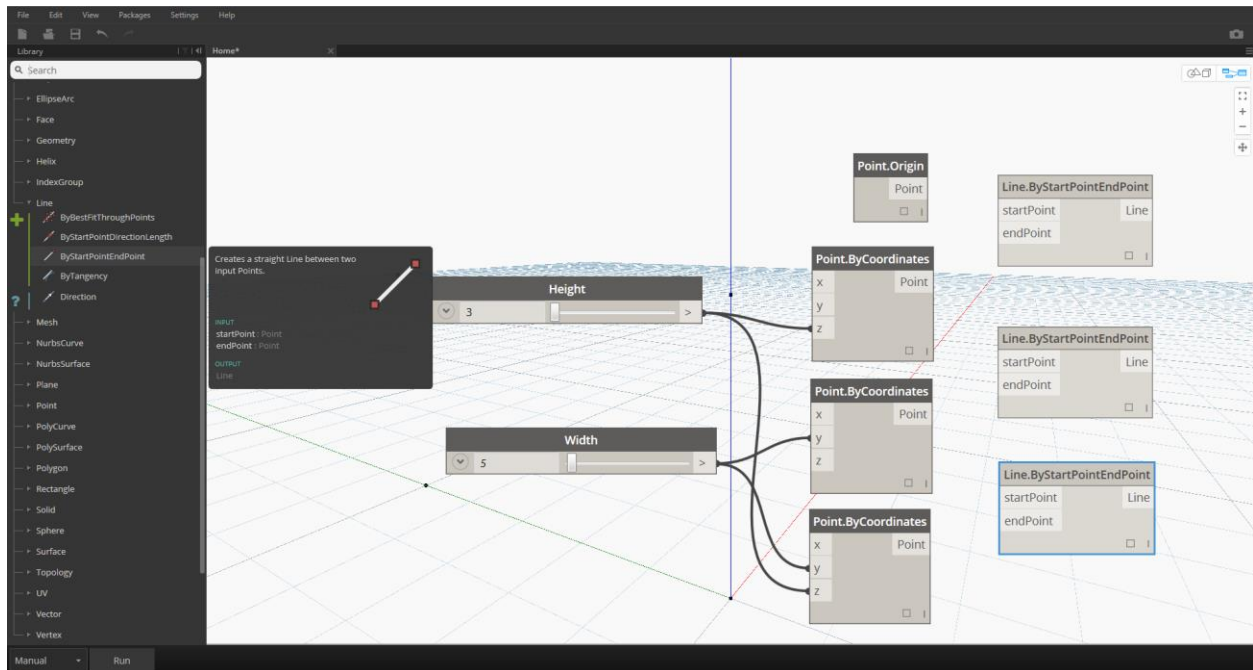 File Edit View Packages Settings Help
Library
Home*
Search
EllipseArc
Face
Geometry
Helix
IndexGroup
Line
ByBestFitThroughPoints
ByStartPointDirectionLength
ByStartPointEndPoint
ByTangency
Direction
Mesh
NurbsCurve
NurbsSurface
Plane
Point
PolyCurve
PolySurface
Polygon
Rectangle
Solid
Sphere
Surface
Topology
UV
Vector
Vertex
Creates a straight Line between two
input Points.
INPUT
startPoint : Point
endPoint : Point
OUTPUT
Line
Height
3 >
Width
5 >
Point.Origin
Point
Point.ByCoordinates
x Point
y
z
Point.ByCoordinates
x Point
y
z
Point.ByCoordinates
x Point
y
z
Line.ByStartPointEndPoint
startPoint Line
endPoint
Line.ByStartPointEndPoint
startPoint Line
endPoint
Line.ByStartPointEndPoint
startPoint Line
endPoint
Manual Run